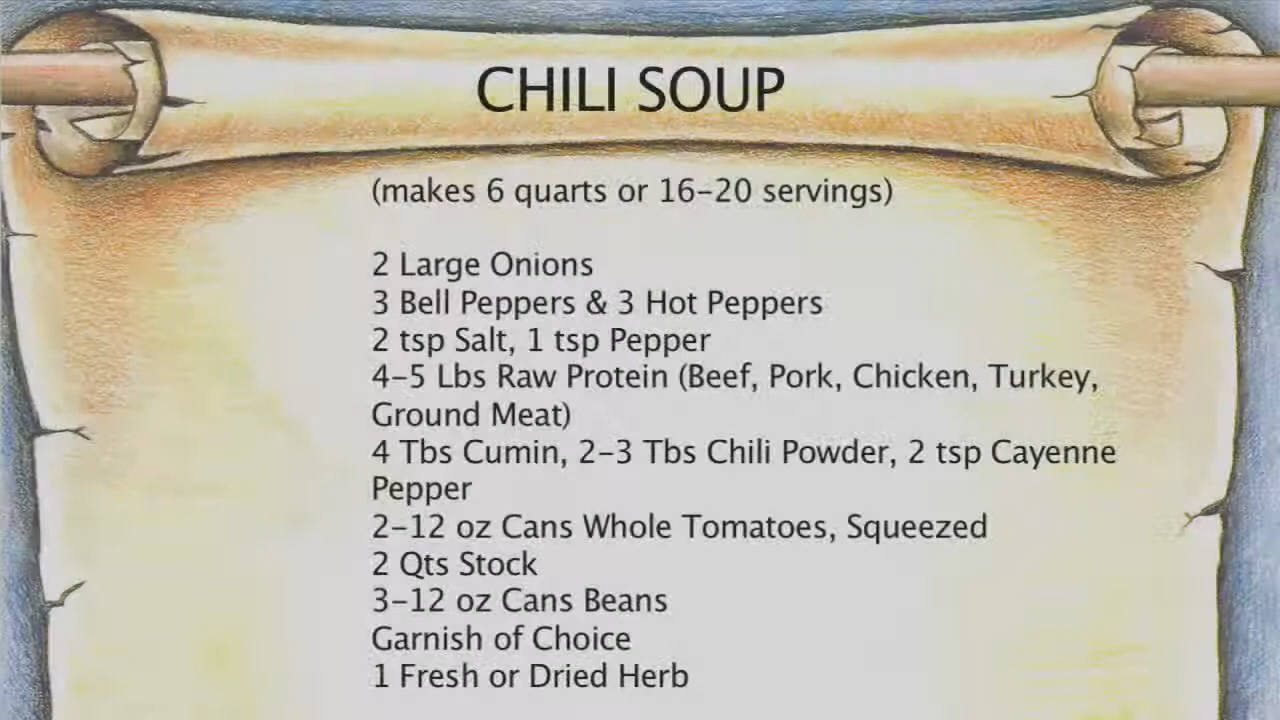 CHILI SOUP
(makes 6 quarts or 16-20 servings)
2 Large Onions
3 Bell Peppers & 3 Hot Peppers
2 tsp Salt, 1 tsp Pepper
4-5 Lbs Raw Protein (Beef, Pork, Chicken, Turkey,
Ground Meat)
4 Tbs Cumin, 2-3 Tbs Chili Powder, 2 tsp Cayenne
Pepper
2-12 oz Cans Whole Tomatoes, Squeezed
2 Qts Stock
3-12 oz Cans Beans
Garnish of Choice
1 Fresh or Dried Herb